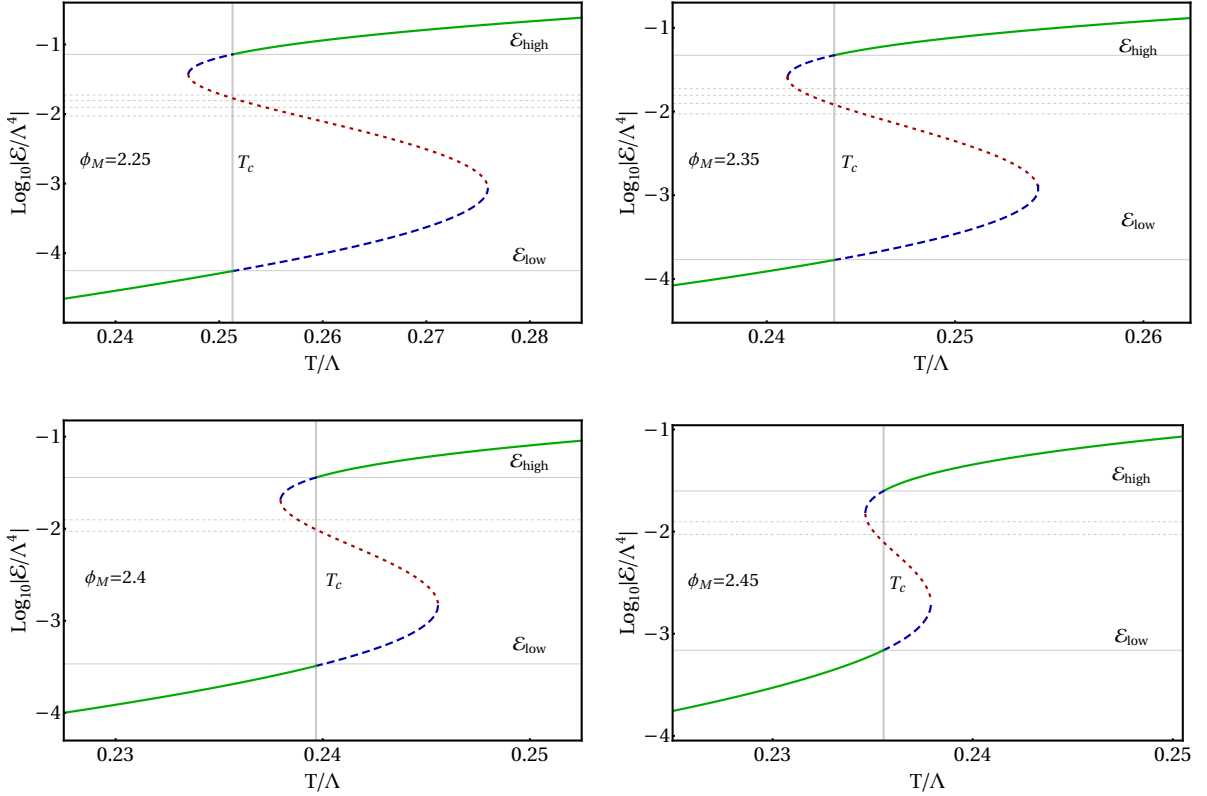 Log₁₀|ℰ/Λ⁴|
−1
−2
−3
−4
ℰhigh
ϕM=2.25
Tc
ℰlow
0.24
0.25
0.26
0.27
0.28
T/Λ
Log₁₀|ℰ/Λ⁴|
−1
−2
−3
−4
ℰhigh
ϕM=2.35
Tc
ℰlow
0.24
0.25
0.26
T/Λ
Log₁₀|ℰ/Λ⁴|
−1
−2
−3
−4
ℰhigh
ϕM=2.4
Tc
ℰlow
0.23
0.24
0.25
T/Λ
Log₁₀|ℰ/Λ⁴|
−1
−2
−3
−4
ℰhigh
ϕM=2.45
Tc
ℰlow
0.23
0.24
0.25
T/Λ